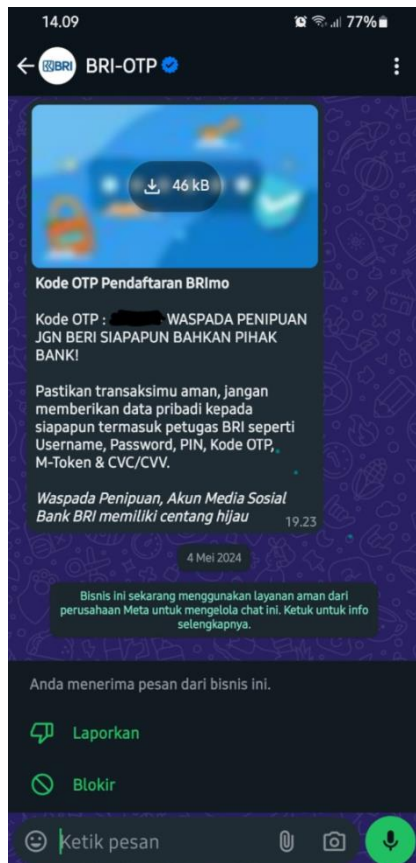 14.09
77%
BRI
BRI-OTP
46 kB
Kode OTP Pendaftaran BRImo
Kode OTP : WASPADA PENIPUAN
JGN BERI SIAPAPUN BAHKAN PIHAK
BANK!
Pastikan transaksimu aman, jangan
memberikan data pribadi kepada
siapapun termasuk petugas BRI seperti
Username, Password, PIN, Kode OTP,
M-Token & CVC/CVV.
Waspada Penipuan, Akun Media Sosial
Bank BRI memiliki centang hijau
19.23
4 Mei 2024
Bisnis ini sekarang menggunakan layanan aman dari
perusahaan Meta untuk mengelola chat ini. Ketuk untuk info
selengkapnya.
Anda menerima pesan dari bisnis ini.
Laporkan
Blokir
Ketik pesan